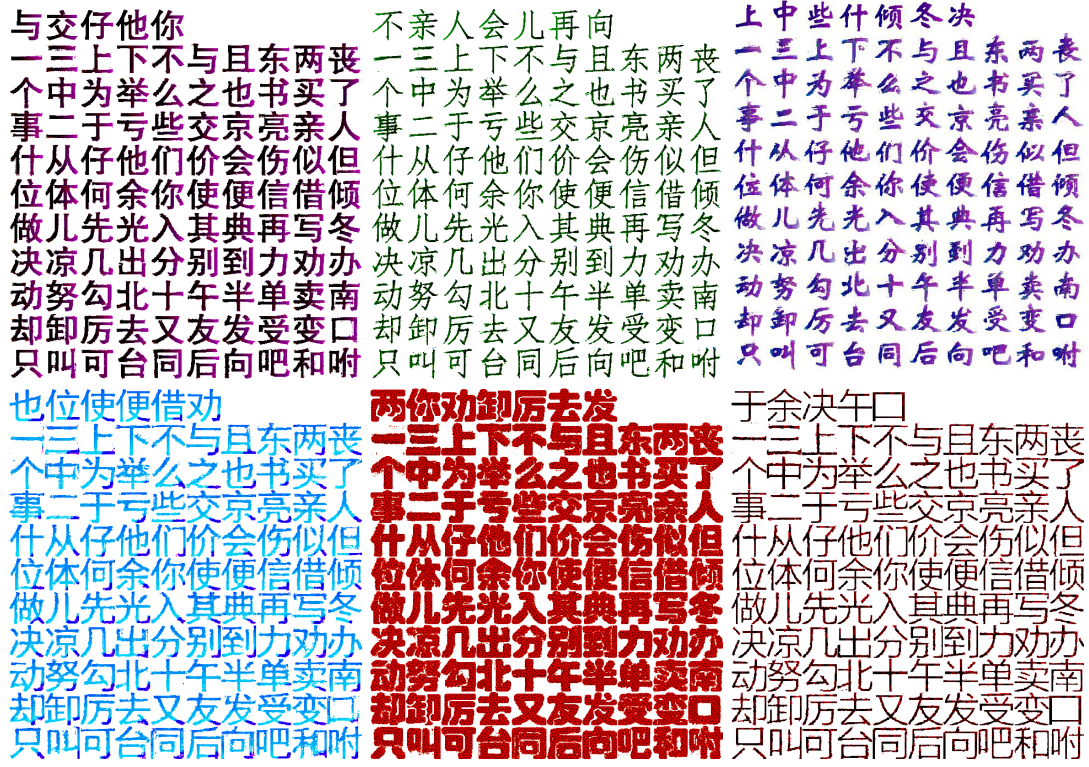 与交仔他你
一三上下不与且东两丧
个中为举么之也书买了
事二于亏些交京亮亲人
什从仔他们价会伤似但
位体何余你使便信借倾
做儿先光入其典再写冬
决凉几出分别到力劝办
动努勾北十午半单卖南
却卸厉去又友发受变口
只叫可台同后向吧和咐
不亲人会儿再向
一三上下不与且东两丧
个中为举么之也书买了
事二于亏些交京亮亲人
什从仔他们价会伤似但
位体何余你使便信借倾
做儿先光入其典再写冬
决凉几出分别到力劝办
动努勾北十午半单卖南
却卸厉去又友发受变口
只叫可台同后向吧和咐
上中些什倾冬决
一三上下不与且东两丧
个中为举么之也书买了
事二于亏些交京亮亲人
什从仔他们价会伤似但
位体何余你使便信借倾
做儿先光入其典再写冬
决凉几出分别到力劝办
动努勾北十午半单卖南
却卸厉去又友发受变口
只叫可台同后向吧和咐
也位使便借劝
一三上下不与且东两丧
个中为举么之也书买了
事二于亏些交京亮亲人
什从仔他们价会伤似但
位体何余你使便信借倾
做儿先光入其典再写冬
决凉几出分别到力劝办
动努勾北十午半单卖南
却卸厉去又友发受变口
只叫可台同后向吧和咐
两你劝卸厉去发
一三上下不与且东两丧
个中为举么之也书买了
事二于亏些交京亮亲人
什从仔他们价会伤似但
位体何余你使便信借倾
做儿先光入其典再写冬
决凉几出分别到力劝办
动努勾北十午半单卖南
却卸厉去又友发受变口
只叫可台同后向吧和咐
于余决午口
一三上下不与且东两丧
个中为举么之也书买了
事二于亏些交京亮亲人
什从仔他们价会伤似但
位体何余你使便信借倾
做儿先光入其典再写冬
决凉几出分别到力劝办
动努勾北十午半单卖南
却卸厉去又友发受变口
只叫可台同后向吧和咐